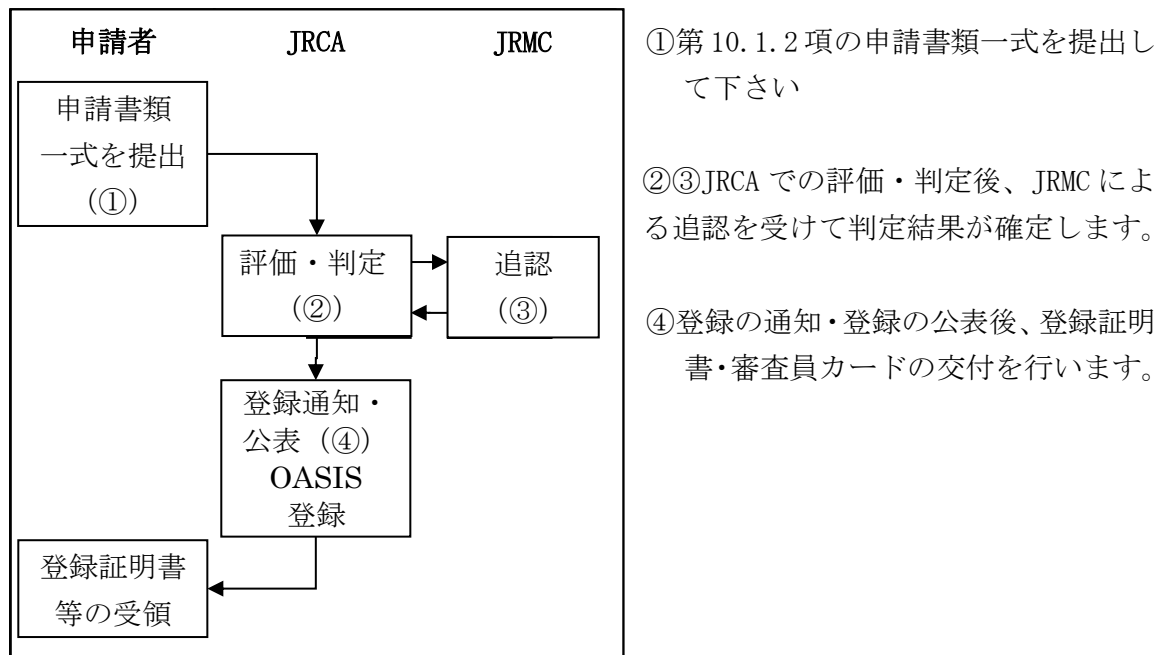 申請者 JRCA JRMC
申請書類
一式を提出
(①)
評価・判定
(②)
追認
(③)
登録通知・
公表(④)
OASIS
登録
登録証明書
等の受領
①第10.1.2項の申請書類一式を提出し
て下さい
②③JRCAでの評価・判定後、JRMCによ
る追認を受けて判定結果が確定します。
④登録の通知・登録の公表後、登録証明
書・審査員カードの交付を行います。